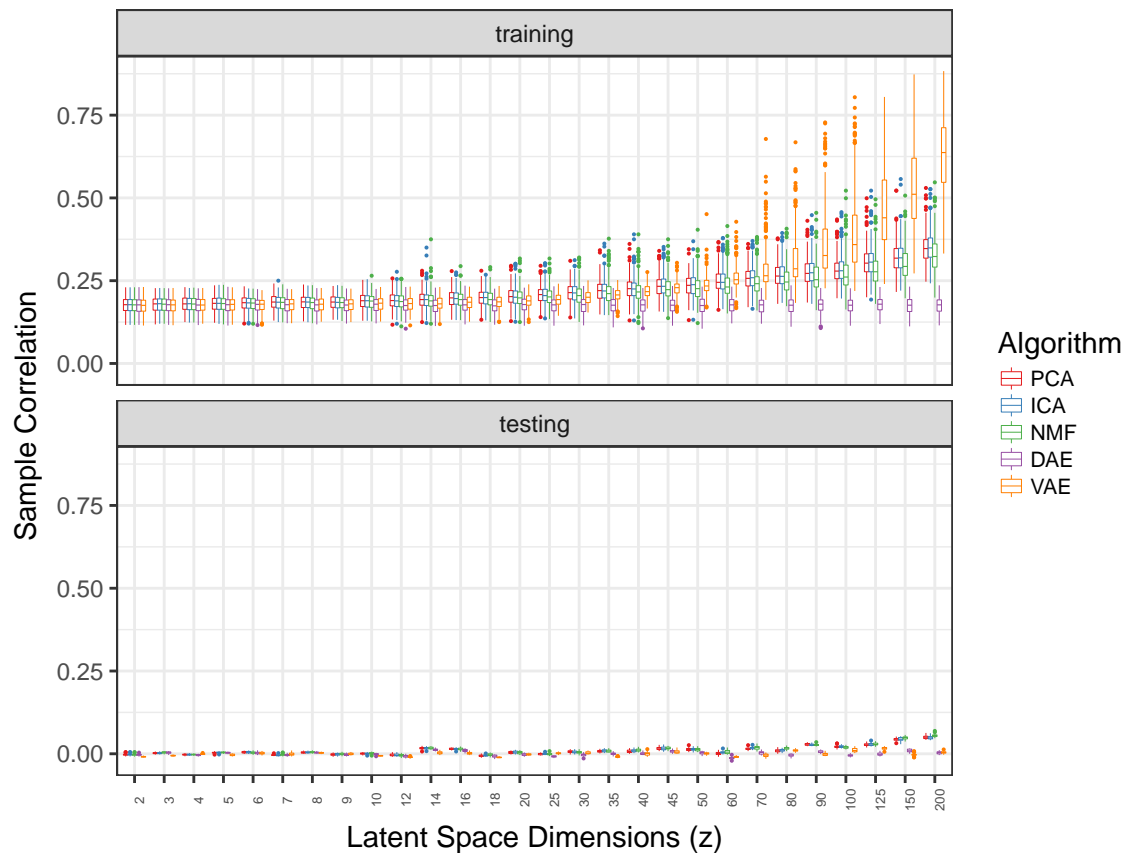 training
0.75
0.50
0.25
0.00
Sample Correlation
testing
0.75
0.50
0.25
0.00
2 3 4 5 6 7 8 9 10 12 14 16 18 20 25 30 35 40 45 50 60 70 80 90 100 125 150 200
Latent Space Dimensions (z)
Algorithm
PCA
ICA
NMF
DAE
VAE